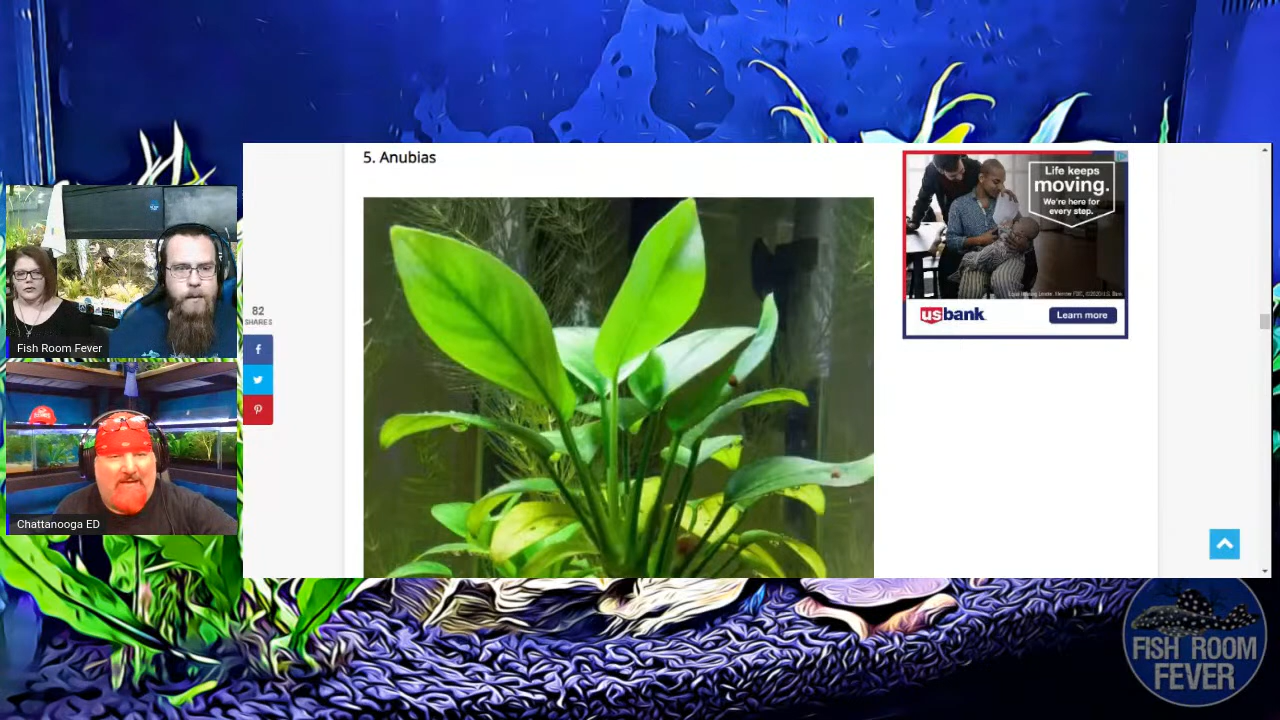 5. Anubias
Life keeps
moving.
We're here for
every step.
usbank
Learn more
82
SHARES
Fish Room Fever
Chattanooga ED
FISH ROOM
FEVER